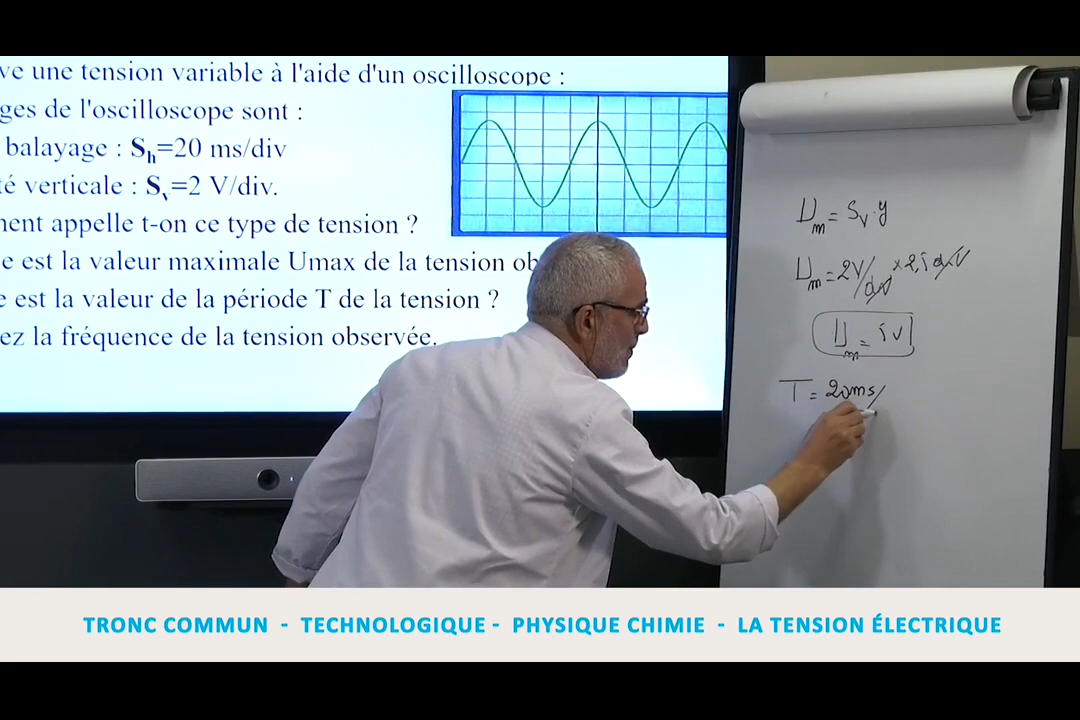 ve une tension variable à l'aide d'un oscilloscope :
ges de l'oscilloscope sont :
balayage : Sh=20 ms/div
té verticale : Sv=2 V/div.
ment appelle t-on ce type de tension ?
e est la valeur maximale Umax de la tension ob
e est la valeur de la période T de la tension ?
ez la fréquence de la tension observée.
Um = Sv.y
Um = 2V/div × 2,5 div
Um = 5V
T = 20ms/
TRONC COMMUN - TECHNOLOGIQUE - PHYSIQUE CHIMIE - LA TENSION ÉLECTRIQUE